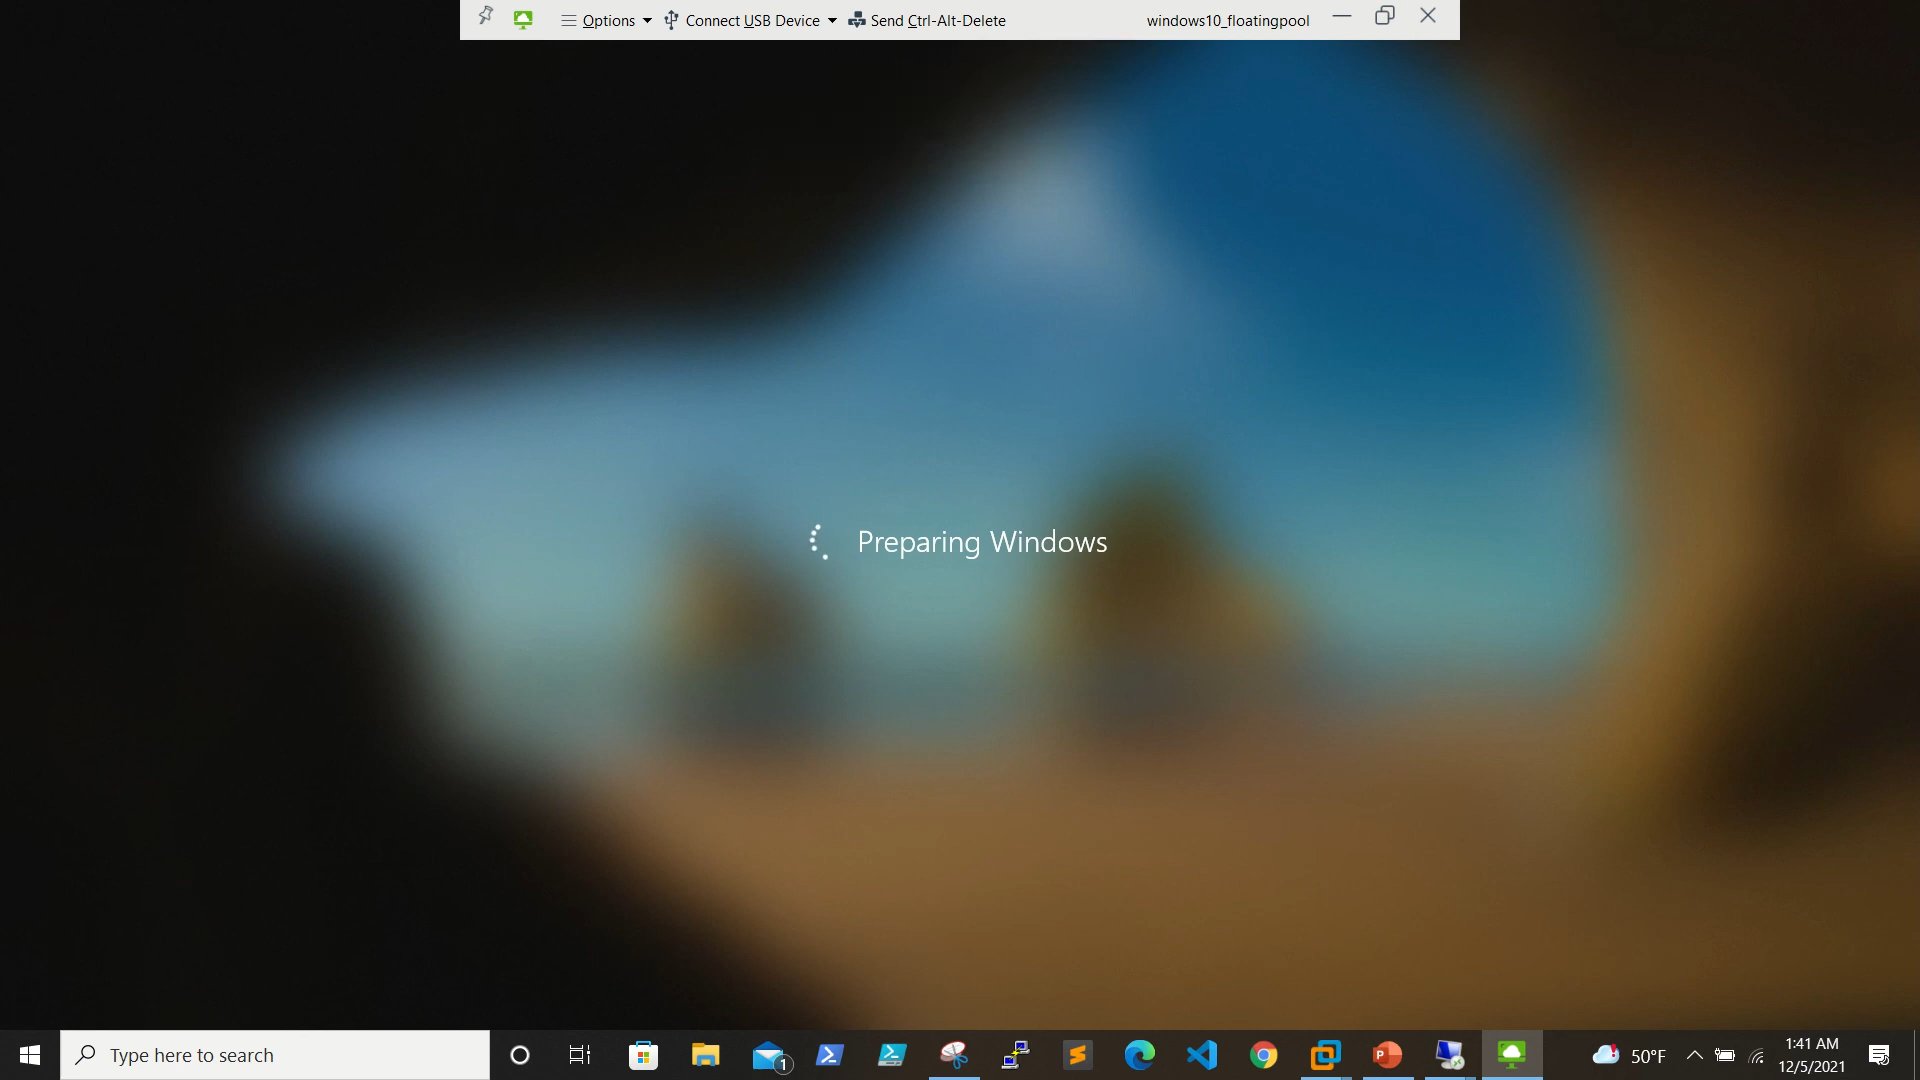 Options Connect USB Device Send Ctrl-Alt-Delete windows10_floatingpool
Preparing Windows
Type here to search
1
P
50°F
1:41 AM
12/5/2021